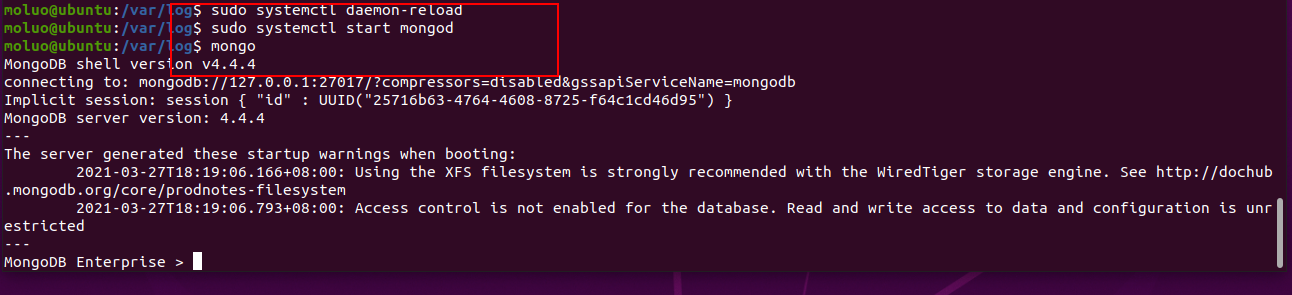 moluo@ubuntu:/var/log$ sudo systemctl daemon-reload
moluo@ubuntu:/var/log$ sudo systemctl start mongod
moluo@ubuntu:/var/log$ mongo
MongoDB shell version v4.4.4
connecting to: mongodb://127.0.0.1:27017/?compressors=disabled&gssapiServiceName=mongodb
Implicit session: session { "id" : UUID("25716b63-4764-4608-8725-f64c1cd46d95") }
MongoDB server version: 4.4.4
---
The server generated these startup warnings when booting:
        2021-03-27T18:19:06.166+08:00: Using the XFS filesystem is strongly recommended with the WiredTiger storage engine. See http://dochub
.mongodb.org/core/prodnotes-filesystem
        2021-03-27T18:19:06.793+08:00: Access control is not enabled for the database. Read and write access to data and configuration is unr
estricted
---
MongoDB Enterprise >